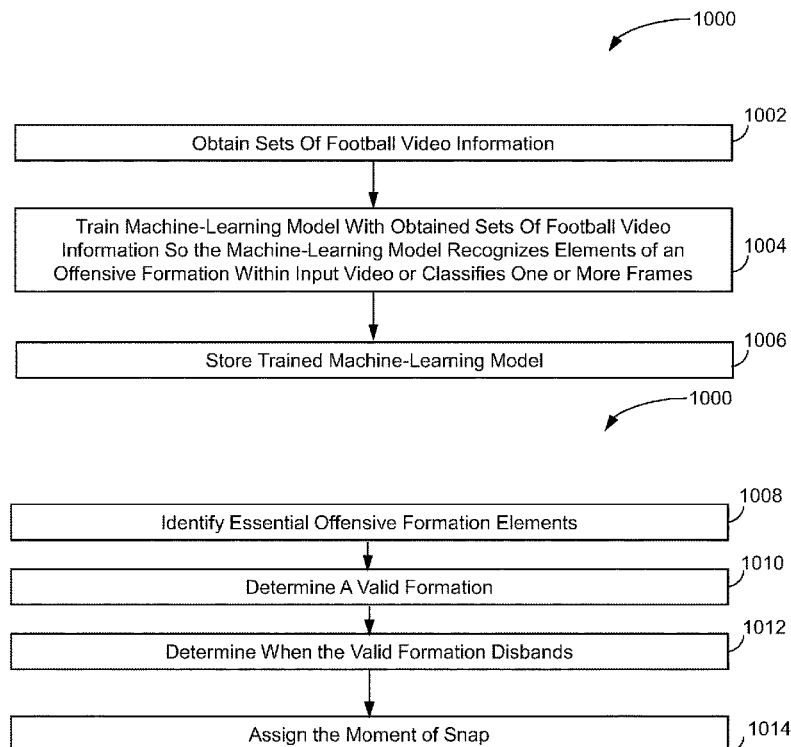 1000
1002
Obtain Sets Of Football Video Information
Train Machine-Learning Model With Obtained Sets Of Football Video
Information So the Machine-Learning Model Recognizes Elements of an
Offensive Formation Within Input Video or Classifies One or More Frames
1004
1006
Store Trained Machine-Learning Model
1000
1008
Identify Essential Offensive Formation Elements
1010
Determine A Valid Formation
1012
Determine When the Valid Formation Disbands
1014
Assign the Moment of Snap